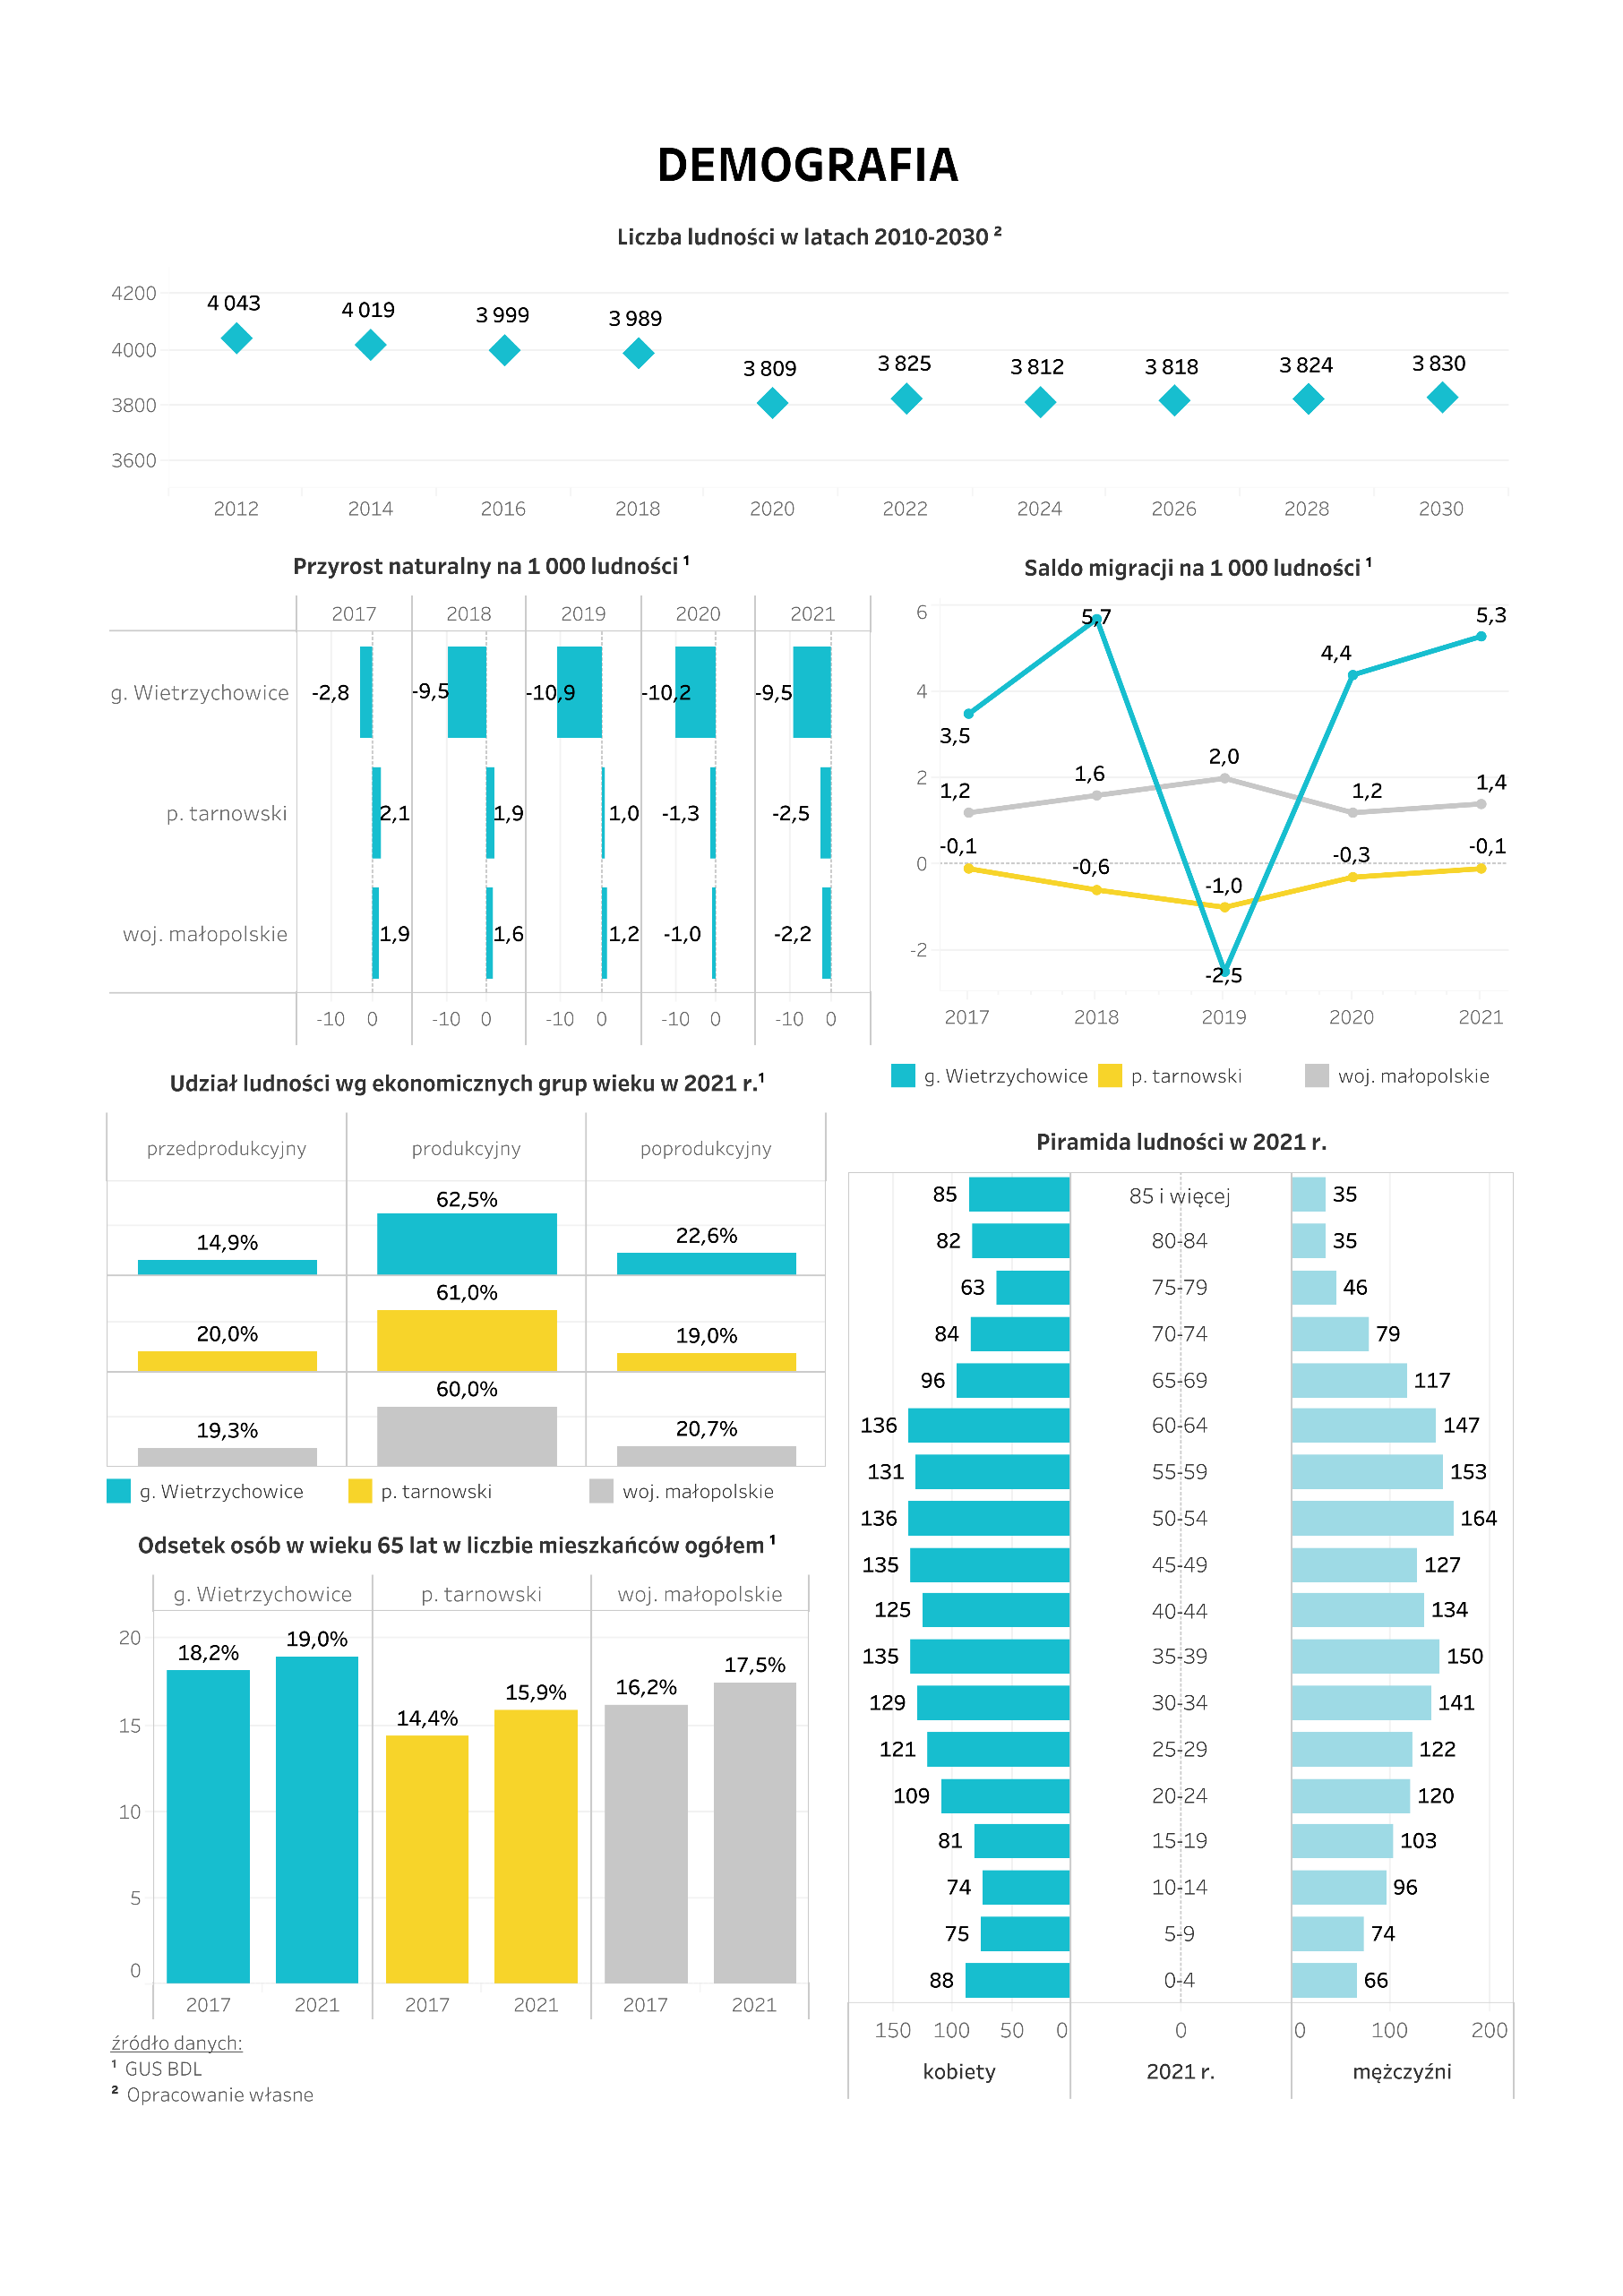 DEMOGRAFIA
Liczba ludności w latach 2010-2030 ²
4200
4000
3800
3600
4 043
4 019
3 999
3 989
3 809
3 825
3 812
3 818
3 824
3 830
2012 2014 2016 2018 2020 2022 2024 2026 2028 2030
Przyrost naturalny na 1 000 ludności ¹
2017 2018 2019 2020 2021
g. Wietrzychowice -2,8 -9,5 -10,9 -10,2 -9,5
p. tarnowski 2,1 1,9 1,0 -1,3 -2,5
woj. małopolskie 1,9 1,6 1,2 -1,0 -2,2
-10 0 -10 0 -10 0 -10 0 -10 0
Saldo migracji na 1 000 ludności ¹
6
4
2
0
-2
3,5 5,7 -2,5 4,4 5,3
1,2 1,6 2,0 1,2 1,4
-0,1 -0,6 -1,0 -0,3 -0,1
2017 2018 2019 2020 2021
g. Wietrzychowice p. tarnowski woj. małopolskie
Udział ludności wg ekonomicznych grup wieku w 2021 r.¹
przedprodukcyjny produkcyjny poprodukcyjny
14,9% 62,5% 22,6%
20,0% 61,0% 19,0%
19,3% 60,0% 20,7%
g. Wietrzychowice p. tarnowski woj. małopolskie
Odsetek osób w wieku 65 lat w liczbie mieszkańców ogółem ¹
g. Wietrzychowice p. tarnowski woj. małopolskie
20
15
10
5
0
18,2% 19,0% 14,4% 15,9% 16,2% 17,5%
2017 2021 2017 2021 2017 2021
źródło danych:
¹ GUS BDL
² Opracowanie własne
Piramida ludności w 2021 r.
85 85 i więcej 35
82 80-84 35
63 75-79 46
84 70-74 79
96 65-69 117
136 60-64 147
131 55-59 153
136 50-54 164
135 45-49 127
125 40-44 134
135 35-39 150
129 30-34 141
121 25-29 122
109 20-24 120
81 15-19 103
74 10-14 96
75 5-9 74
88 0-4 66
150 100 50 0 0 0 100 200
kobiety 2021 r. mężczyźni